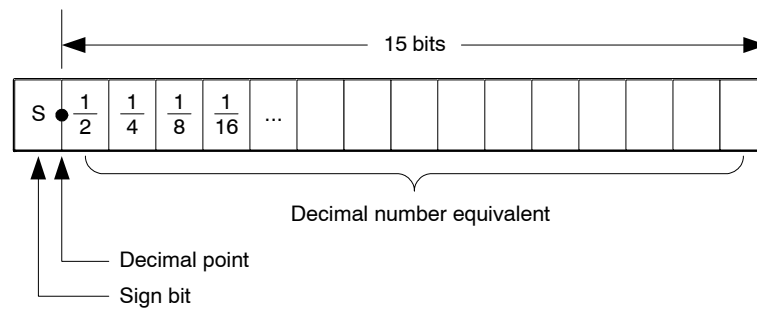 15 bits
S 1/2 1/4 1/8 1/16 ...
Decimal number equivalent
Decimal point
Sign bit